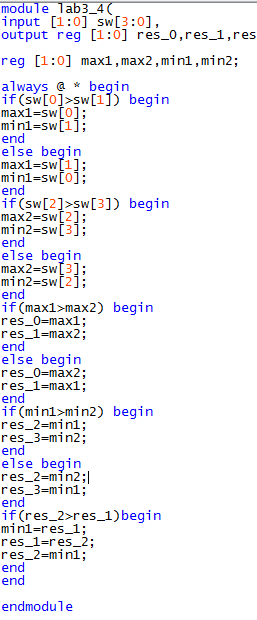 module lab3_4(
input [1:0] sw[3:0],
output reg [1:0] res_0,res_1,res
reg [1:0] max1,max2,min1,min2;
always @ * begin
if(sw[0]>sw[1]) begin
max1=sw[0];
min1=sw[1];
end
else begin
max1=sw[1];
min1=sw[0];
end
if(sw[2]>sw[3]) begin
max2=sw[2];
min2=sw[3];
end
else begin
max2=sw[3];
min2=sw[2];
end
if(max1>max2) begin
res_0=max1;
res_1=max2;
end
else begin
res_0=max2;
res_1=max1;
end
if(min1>min2) begin
res_2=min1;
res_3=min2;
end
else begin
res_2=min2;
res_3=min1;
end
if(res_2>res_1)begin
min1=res_1;
res_1=res_2;
res_2=min1;
end
end
endmodule